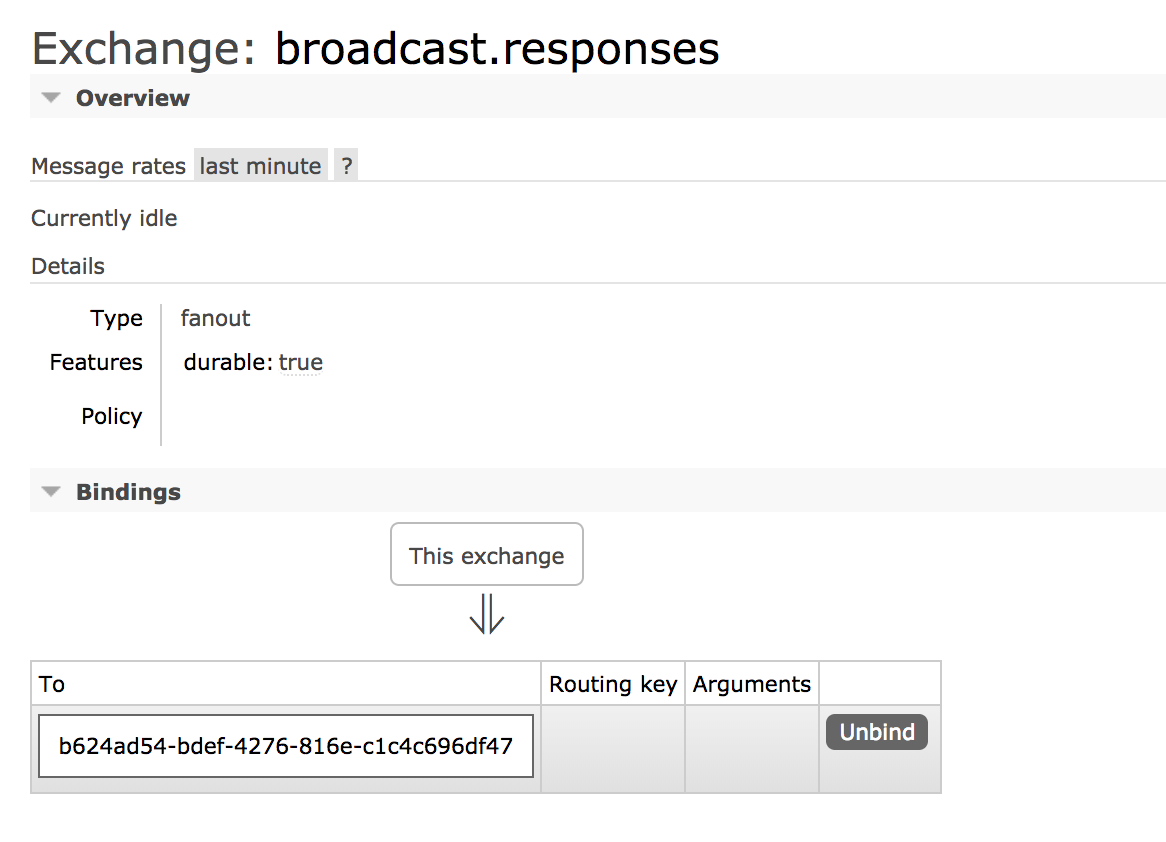 Exchange: broadcast.responses
Overview
Message rates last minute ?
Currently idle
Details
Type fanout
Features durable: true
Policy
Bindings
This exchange
To Routing key Arguments
b624ad54-bdef-4276-816e-c1c4c696df47 Unbind